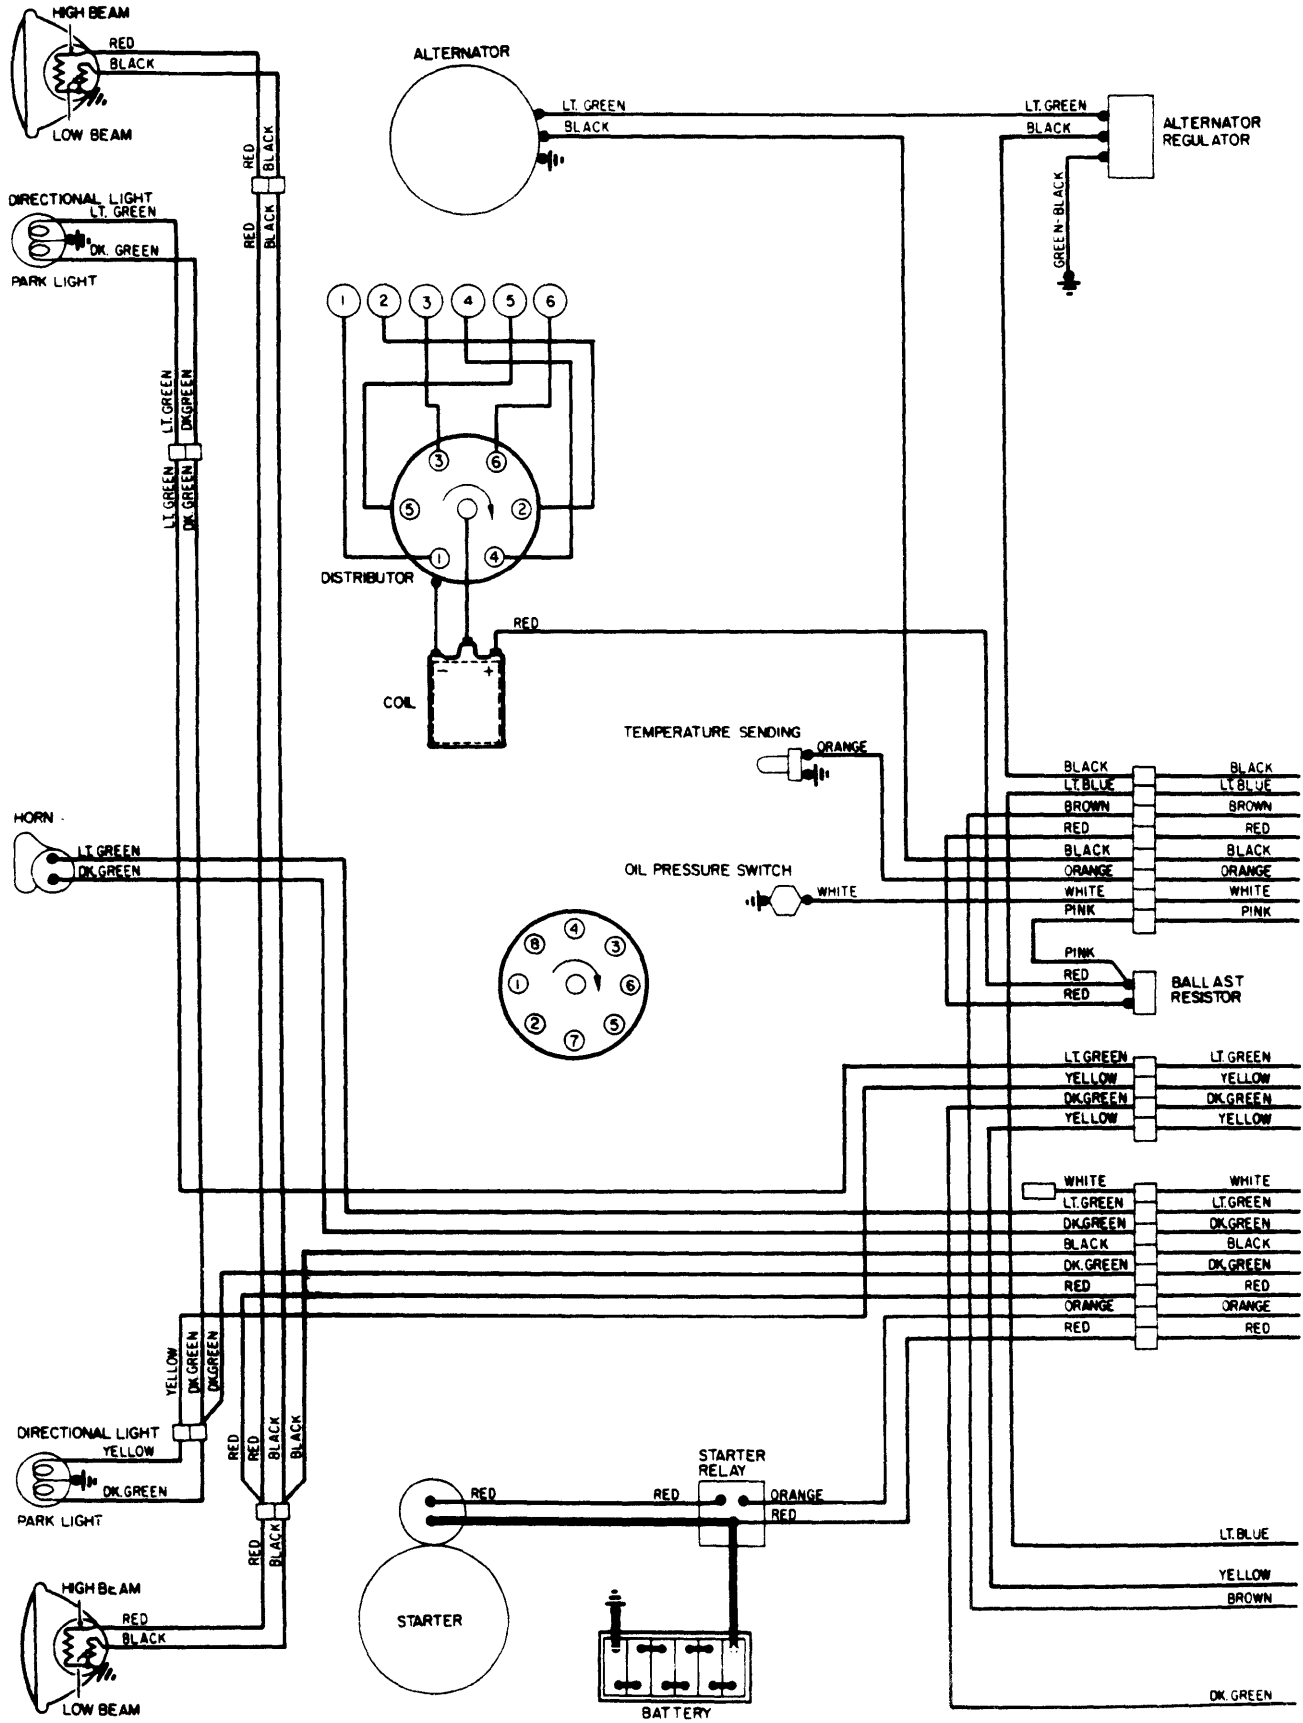 HIGH BEAM
RED
BLACK
LOW BEAM
RED
BLACK
RED
BLACK
ALTERNATOR
LT. GREEN
BLACK
LT. GREEN
BLACK
ALTERNATOR
REGULATOR
GREEN-BLACK
DIRECTIONAL LIGHT
LT. GREEN
DK. GREEN
PARK LIGHT
LT. GREEN
DK.GREEN
LT. GREEN
DK. GREEN
1 2 3 4 5 6
3 6
5 2
1 4
DISTRIBUTOR
RED
- +
COIL
TEMPERATURE SENDING
ORANGE
HORN
LT. GREEN
DK.GREEN
OIL PRESSURE SWITCH
WHITE
4
8 3
1 6
2 5
7
BLACK BLACK
LT.BLUE LT.BLUE
BROWN BROWN
RED RED
BLACK BLACK
ORANGE ORANGE
WHITE WHITE
PINK PINK
PINK
RED
RED
BALLAST
RESISTOR
LT.GREEN LT. GREEN
YELLOW YELLOW
DK.GREEN DK.GREEN
YELLOW YELLOW
WHITE WHITE
LT.GREEN LT.GREEN
DK.GREEN DK.GREEN
BLACK BLACK
DK.GREEN DK.GREEN
RED RED
ORANGE ORANGE
RED RED
YELLOW
DK.GREEN
DK.GREEN
RED
RED
BLACK
BLACK
DIRECTIONAL LIGHT
YELLOW
DK.GREEN
PARK LIGHT
RED
BLACK
STARTER
RELAY
RED RED ORANGE
RED
STARTER
BATTERY
HIGH BEAM
RED
BLACK
LOW BEAM
LT.BLUE
YELLOW
BROWN
DK. GREEN